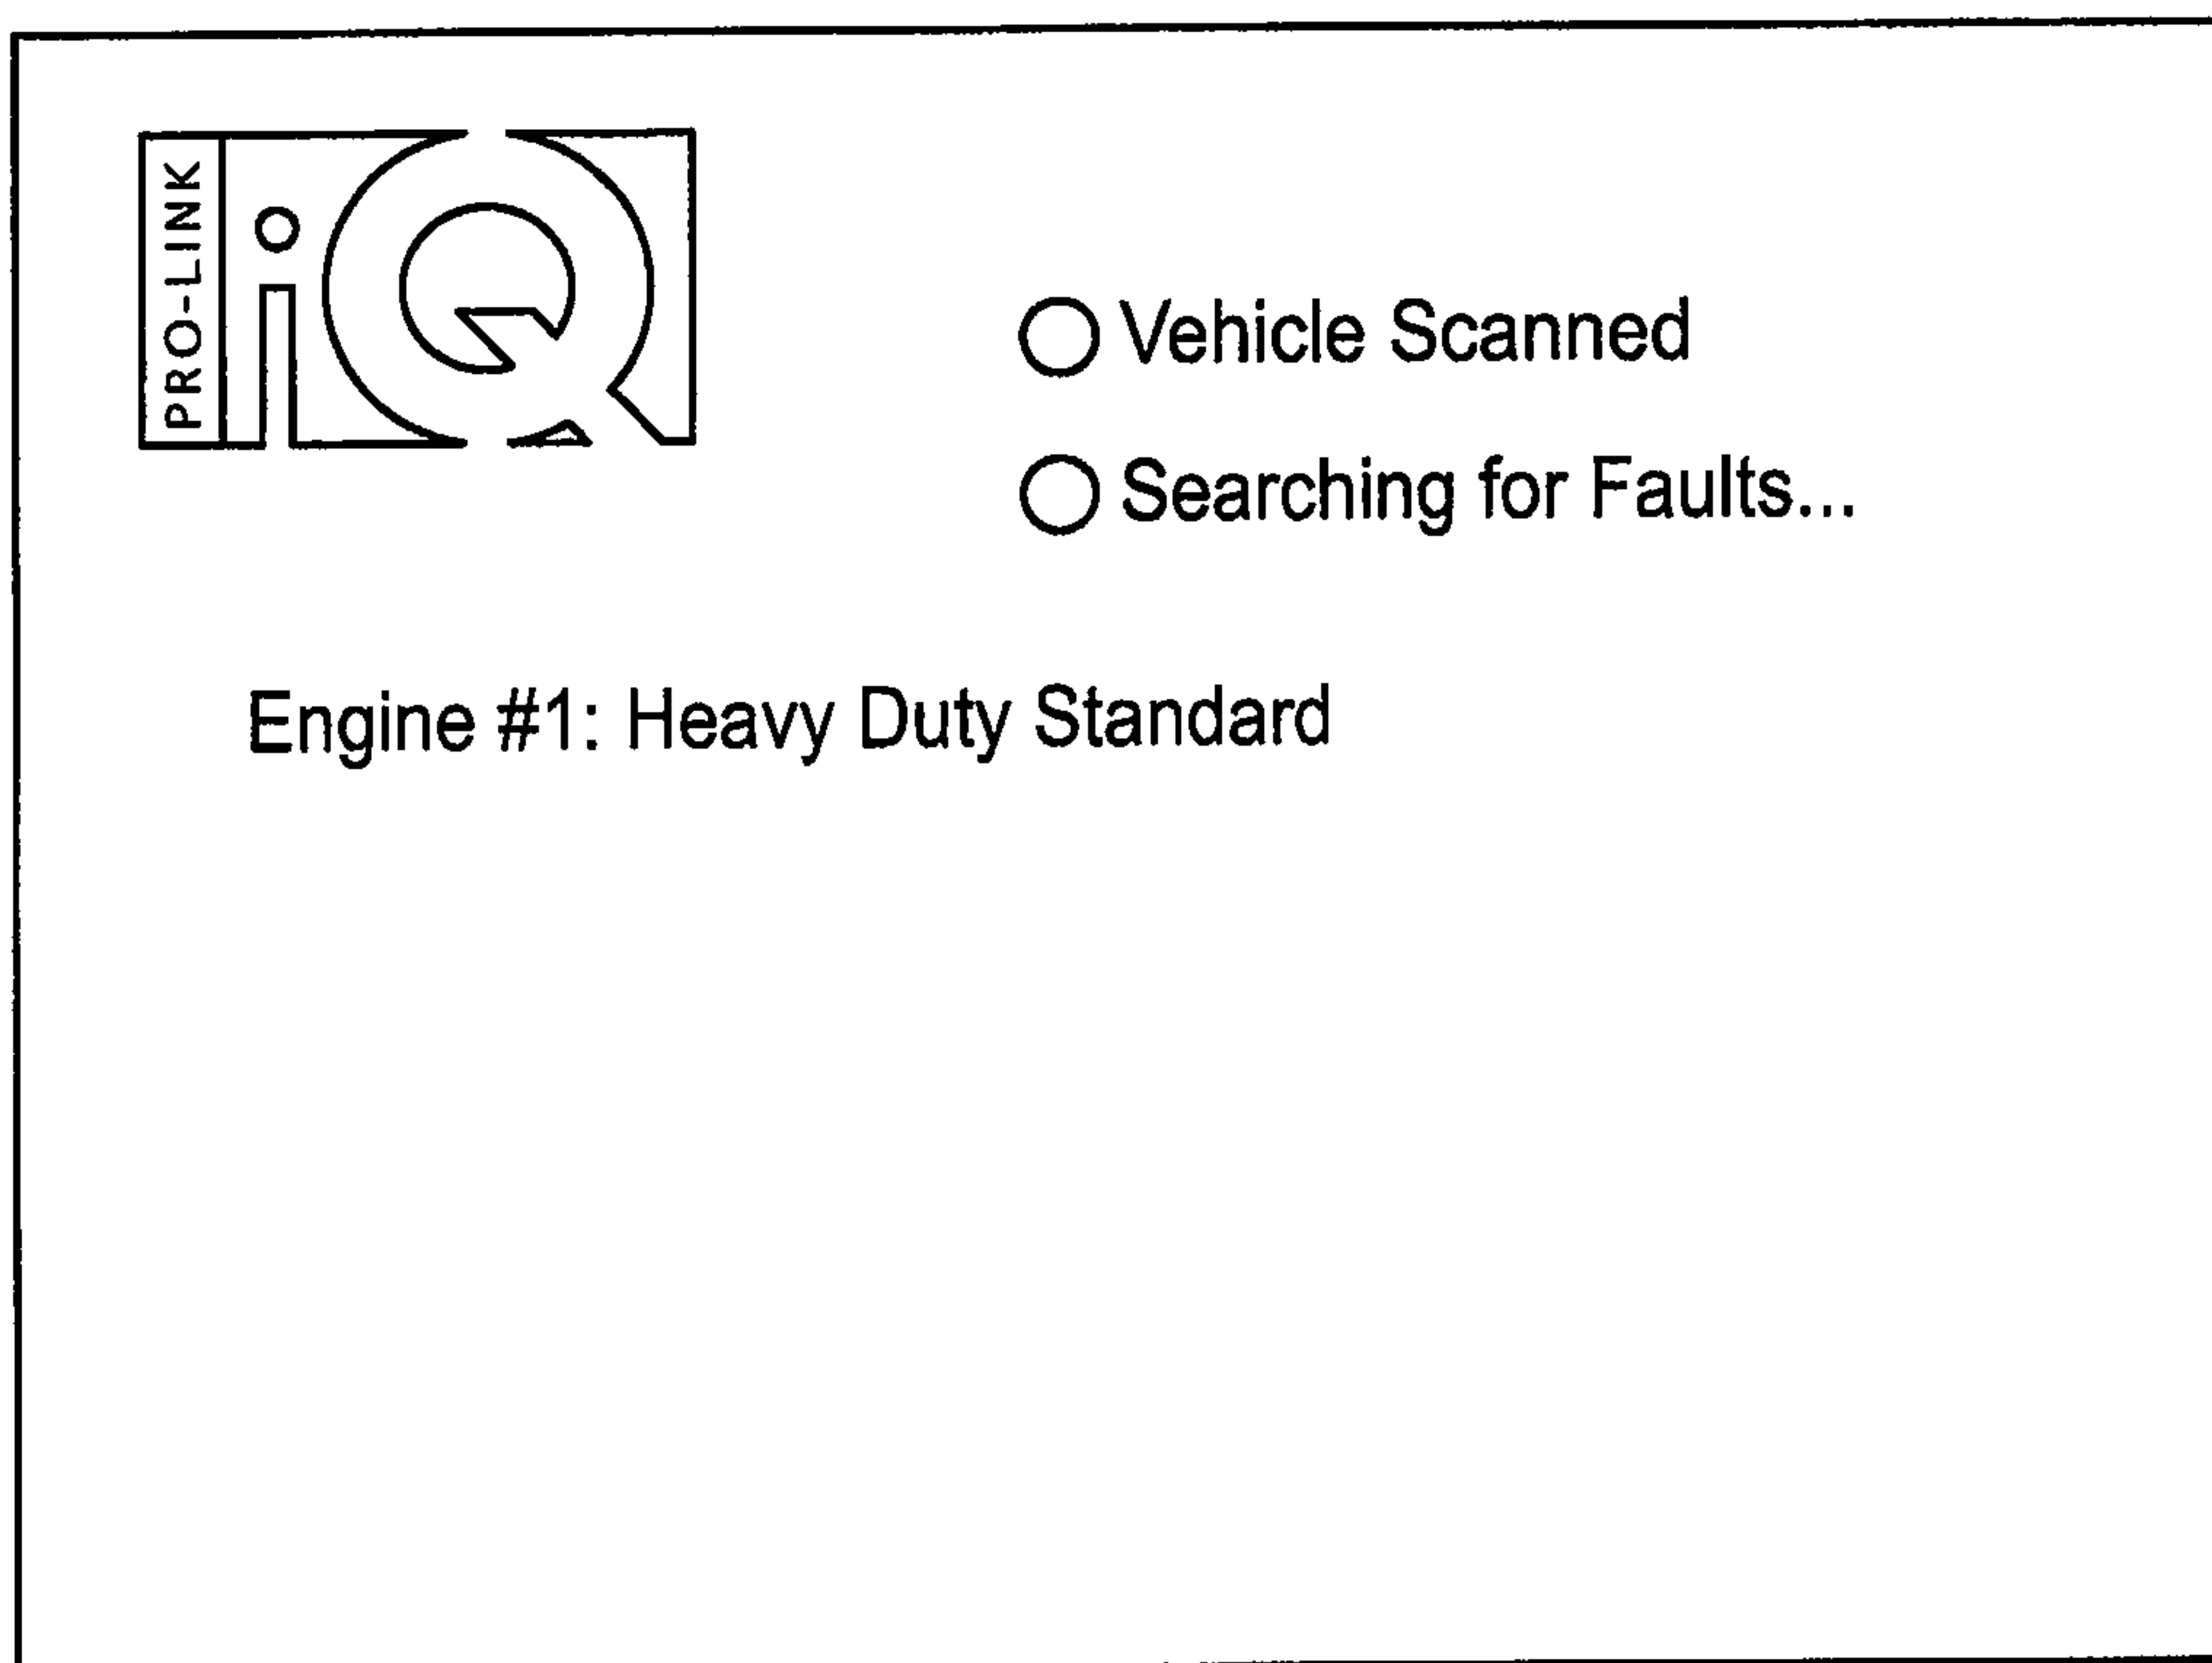 PRO-LINK
iQ
Vehicle Scanned
Searching for Faults...
Engine #1: Heavy Duty Standard